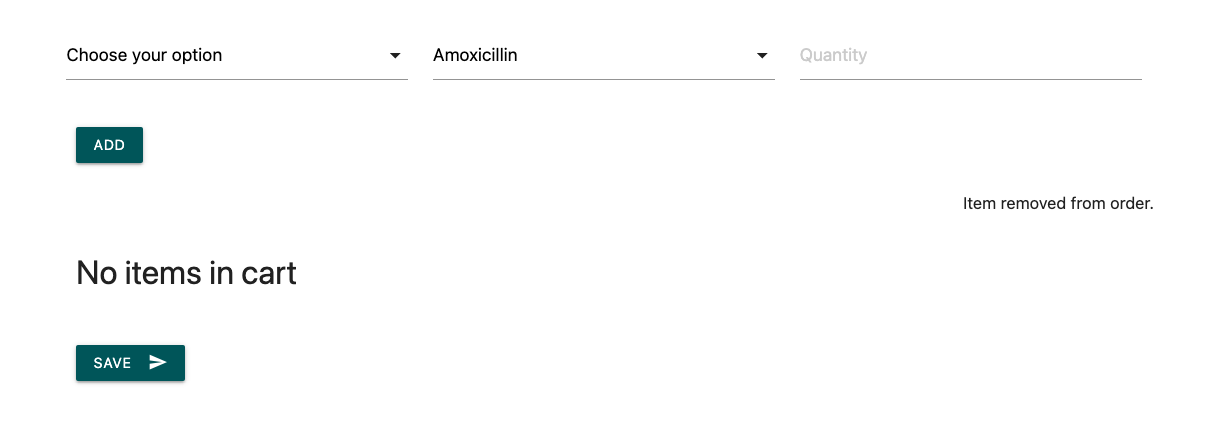 Choose your option
Amoxicillin
Quantity
ADD
Item removed from order.
No items in cart
SAVE